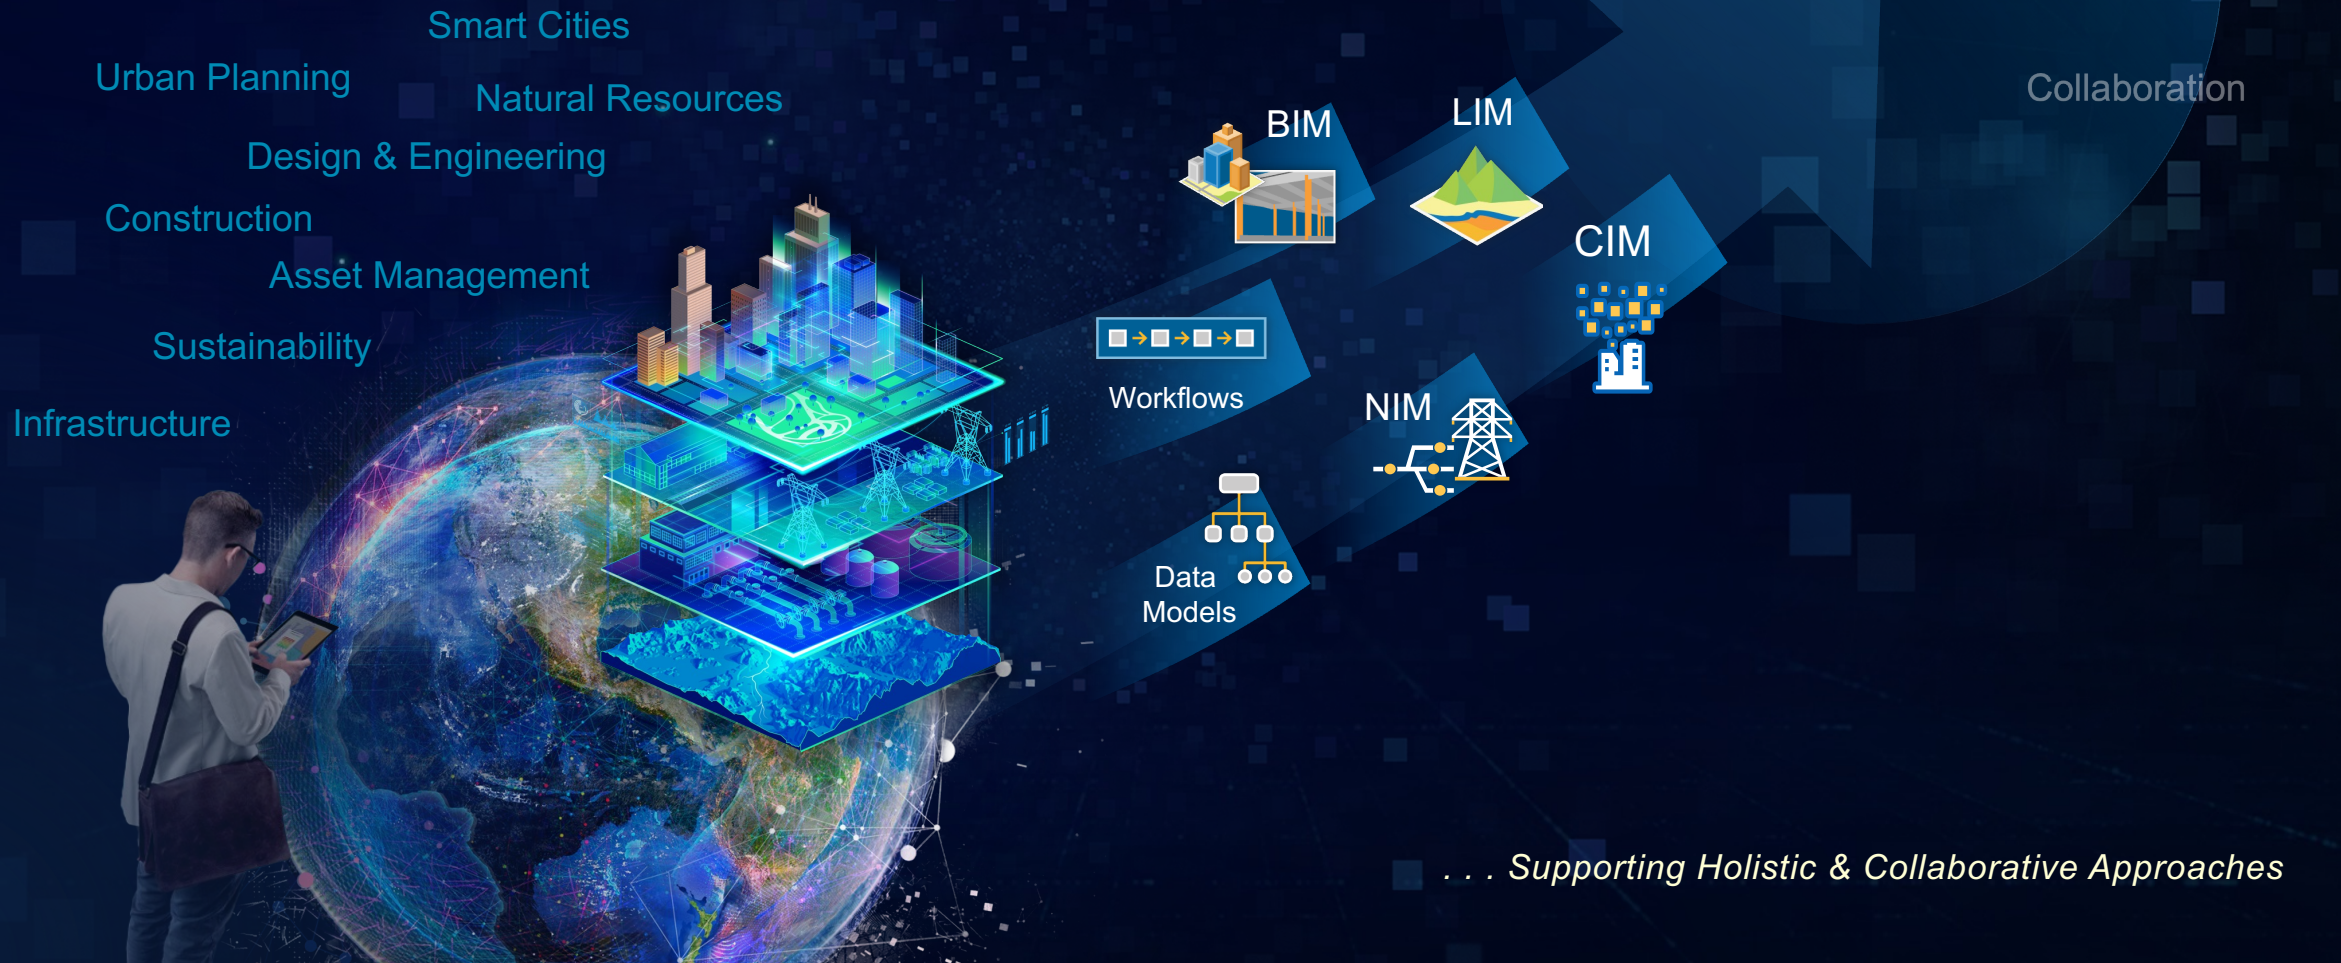 Smart Cities
Urban Planning
Natural Resources
Design & Engineering
Construction
Asset Management
Sustainability
Infrastructure
BIM
LIM
CIM
Workflows
NIM
Data
Models
Collaboration
. . . Supporting Holistic & Collaborative Approaches